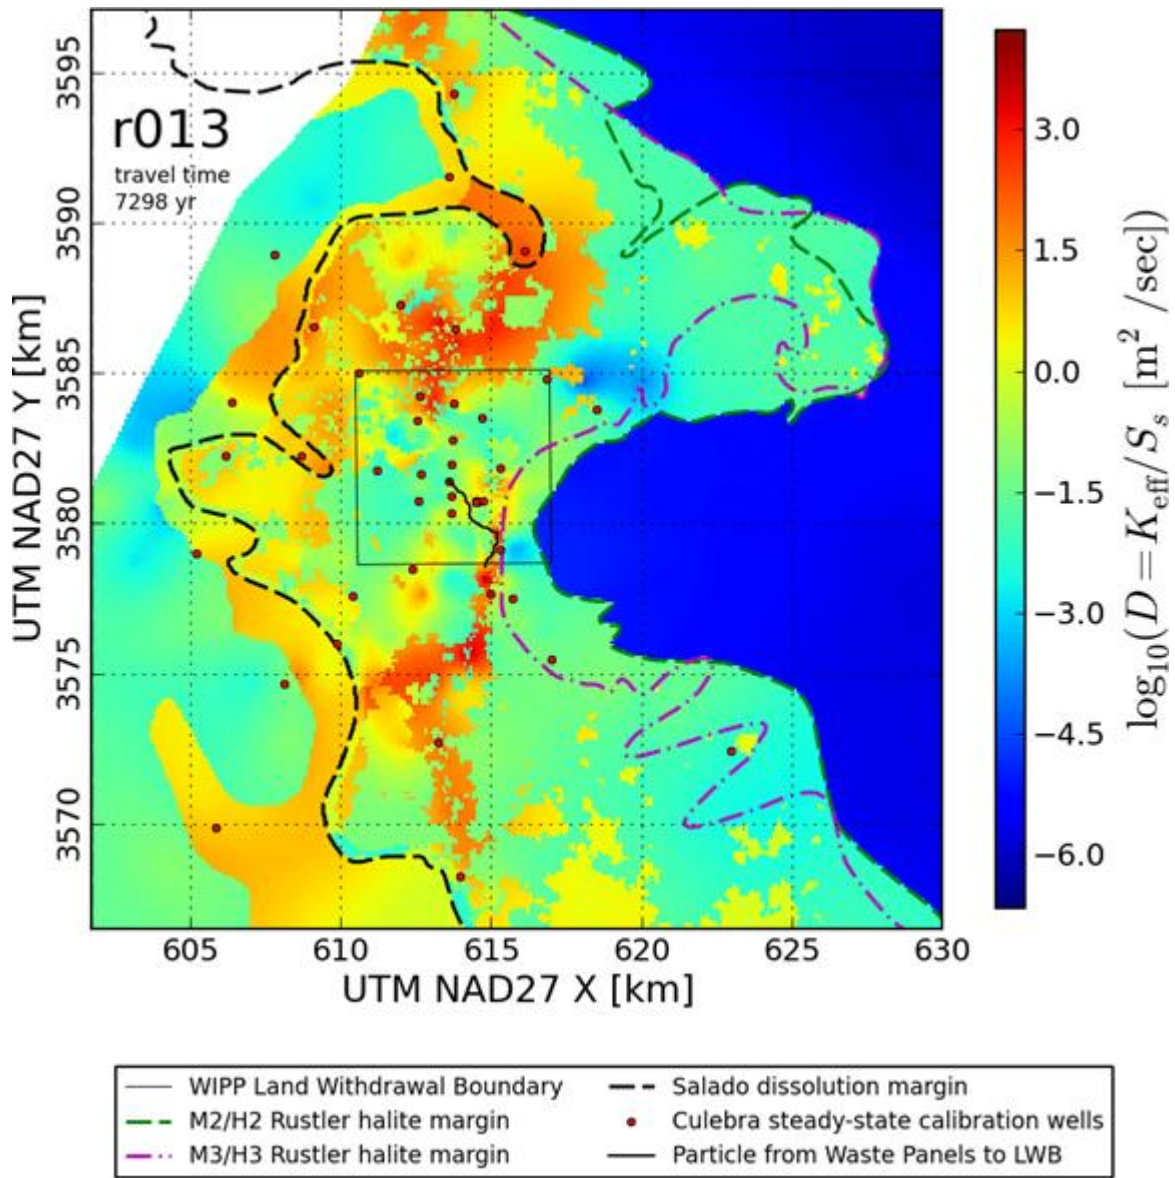 r013
travel time
7298 yr
3595
3590
3585
3580
3575
3570
UTM NAD27 Y [km]
605
610
615
620
625
630
UTM NAD27 X [km]
3.0
1.5
0.0
−1.5
−3.0
−4.5
−6.0
log₁₀(D = K_eff/S_s [m² /sec])
WIPP Land Withdrawal Boundary
M2/H2 Rustler halite margin
M3/H3 Rustler halite margin
Salado dissolution margin
Culebra steady-state calibration wells
Particle from Waste Panels to LWB